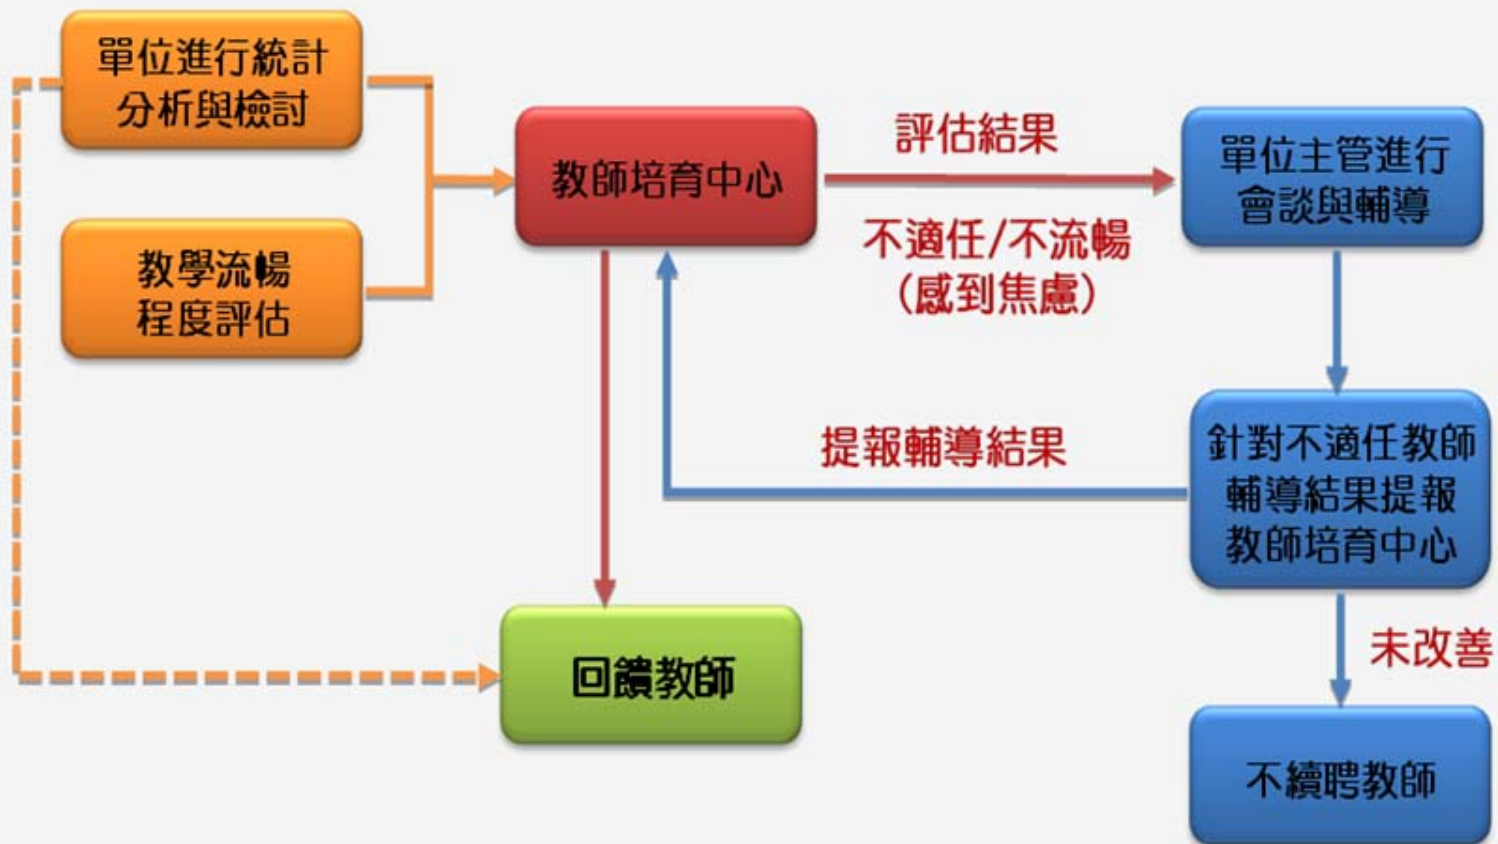 單位進行統計
分析與檢討
教學流暢
程度評估
教師培育中心
評估結果
不適任/不流暢
(感到焦慮)
單位主管進行
會談與輔導
提報輔導結果
針對不適任教師
輔導結果提報
教師培育中心
回饋教師
未改善
不續聘教師